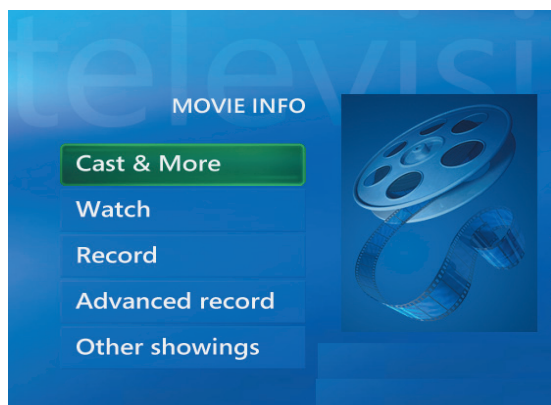 televisi
MOVIE INFO
Cast & More
Watch
Record
Advanced record
Other showings